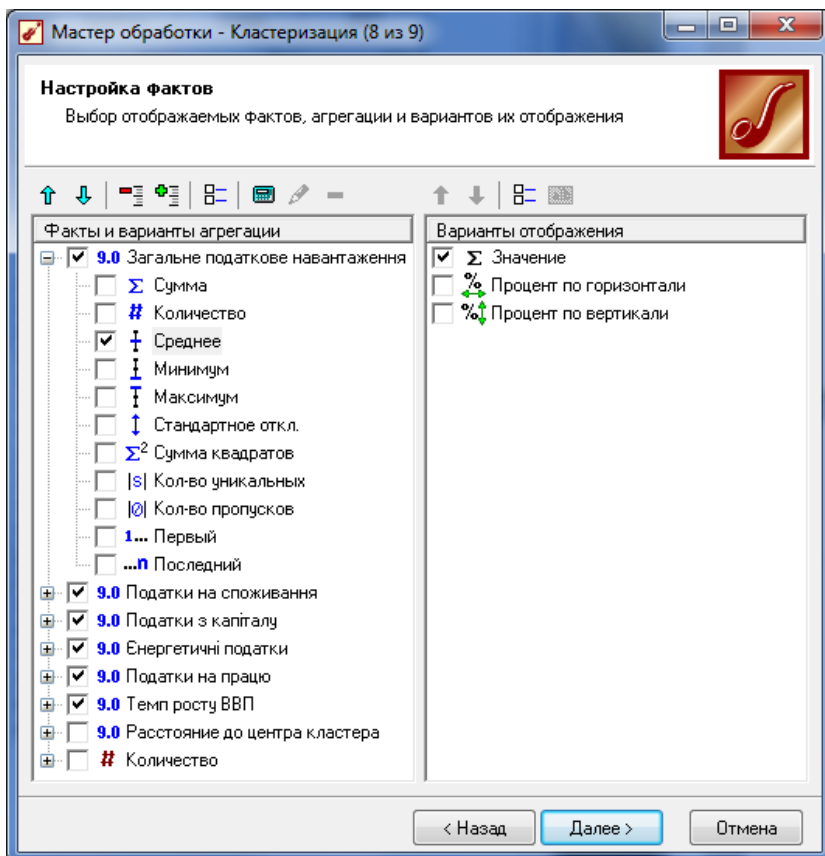 Мастер обработки - Кластеризация (8 из 9)
Настройка фактов
Выбор отображаемых фактов, агрегации и вариантов их отображения
Факты и варианты агрегации
9.0 Загальне податкове навантаження
Σ Сумма
# Количество
Среднее
Минимум
Максимум
Стандартное откл.
Σ² Сумма квадратов
|s| Кол-во уникальных
|0| Кол-во пропусков
1... Первый
...n Последний
9.0 Податки на споживання
9.0 Податки з капіталу
9.0 Енергетичні податки
9.0 Податки на працю
9.0 Темп росту ВВП
9.0 Расстояние до центра кластера
# Количество
Варианты отображения
Σ Значение
% Процент по горизонтали
% Процент по вертикали
< Назад
Далее >
Отмена